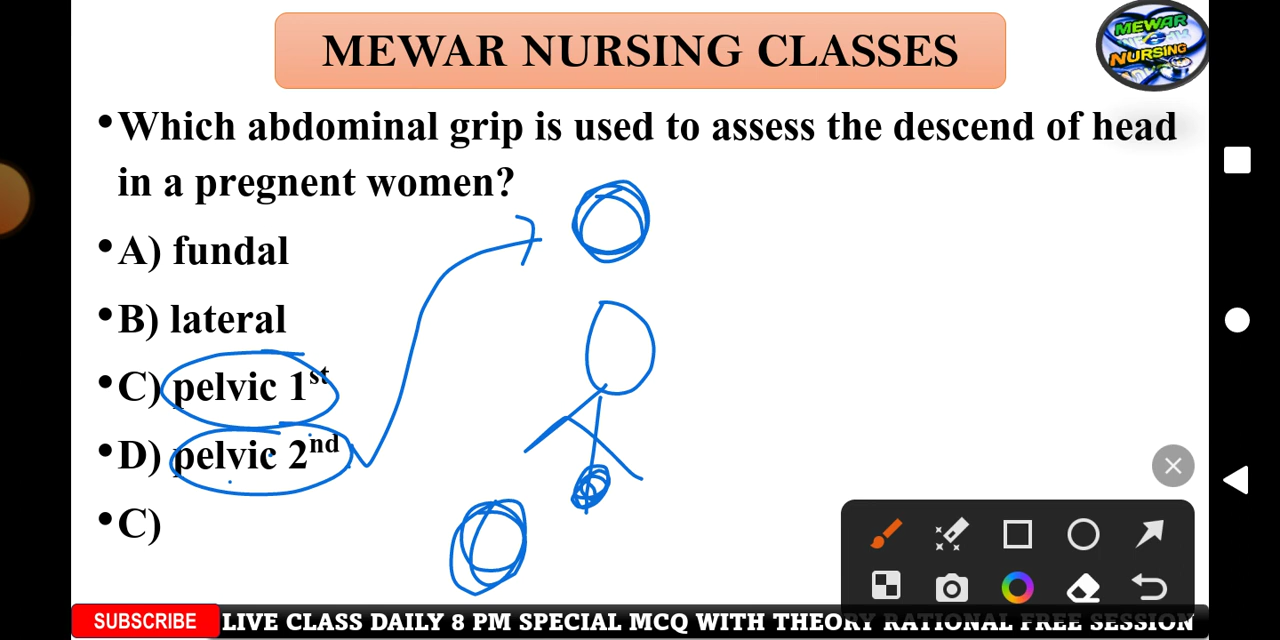 MEWAR NURSING CLASSES
MEWAR
NURSING
•Which abdominal grip is used to assess the descend of head
in a pregnent women?
•A) fundal
•B) lateral
•C) pelvic 1st
•D) pelvic 2nd
•C)
SUBSCRIBE LIVE CLASS DAILY 8 PM SPECIAL MCQ WITH THEORY RATIONAL FREE SESSION